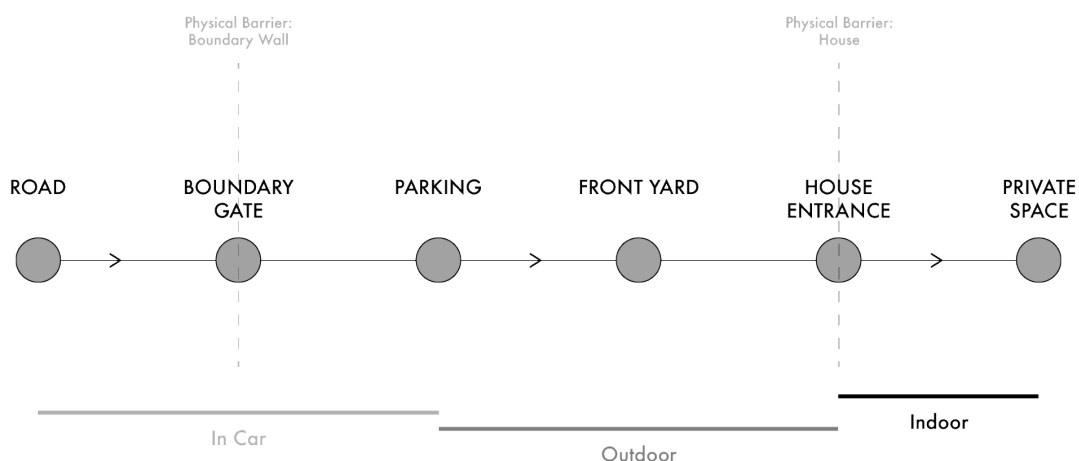 Physical Barrier:
Boundary Wall
Physical Barrier:
House
ROAD
BOUNDARY
GATE
PARKING
FRONT YARD
HOUSE
ENTRANCE
PRIVATE
SPACE
In Car
Outdoor
Indoor